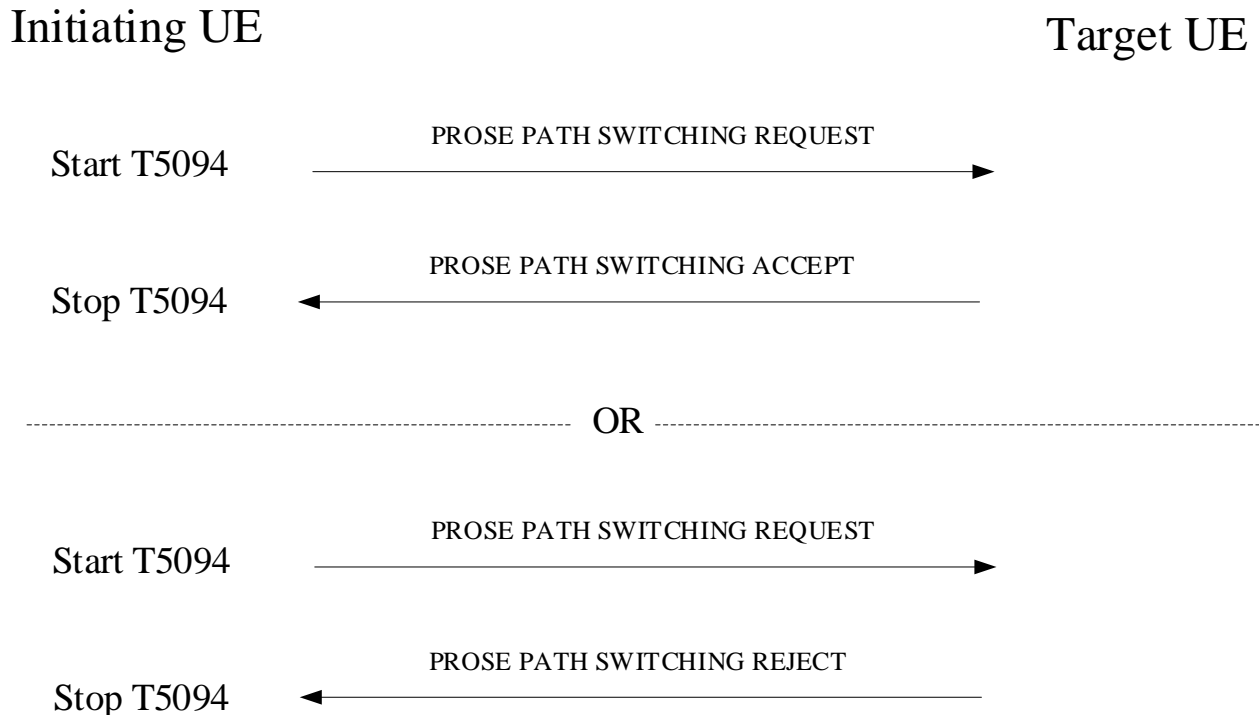 Initiating UE
Target UE
PROSE PATH SWITCHING REQUEST
Start T5094
PROSE PATH SWITCHING ACCEPT
Stop T5094
OR
PROSE PATH SWITCHING REQUEST
Start T5094
PROSE PATH SWITCHING REJECT
Stop T5094